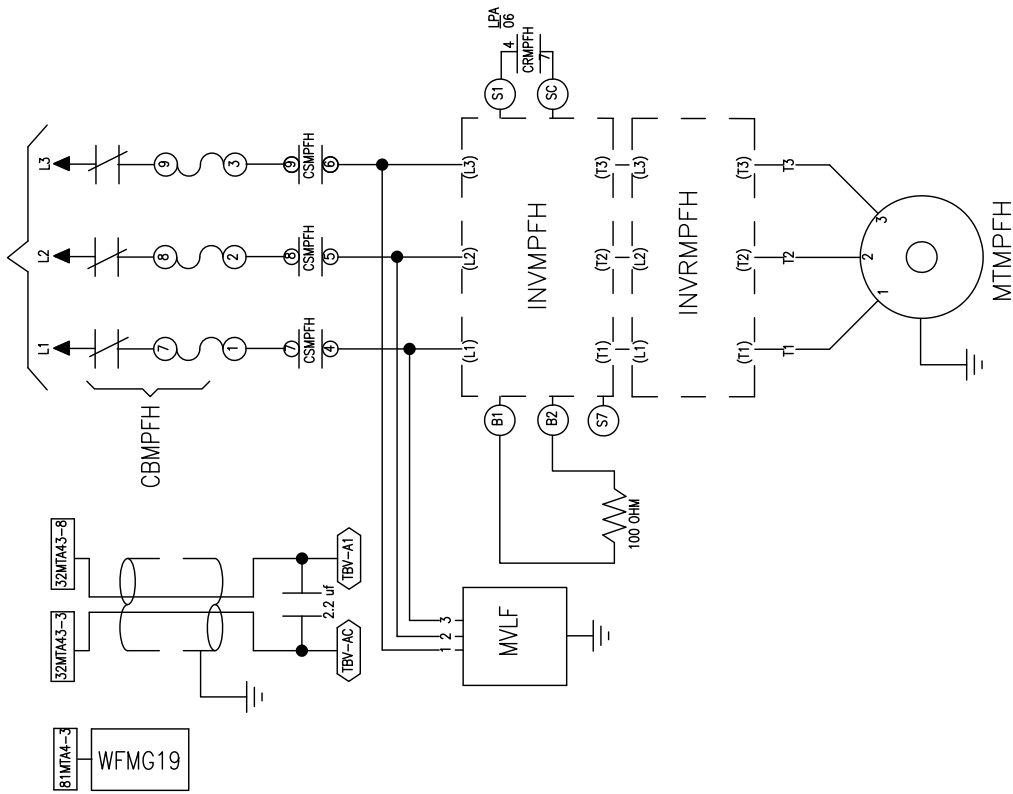 LPA
06
L1
L2
L3
4
CRMPFH
7
S1
SC
7
8
9
1
2
3
CBMPFH
7
8
9
CSMPFH
CSMPFH
CSMPFH
4
5
6
32MTA43-3
32MTA43-8
2.2 uf
TBV-AC
TBV-A1
81MTA4-3
WFMG19
1
2
3
MVLF
100 OHM
B1
B2
S7
(L1)
(L2)
(L3)
INVMPFH
(T1)
(T2)
(T3)
(L1)
(L2)
(L3)
INVRMPFH
(T1)
(T2)
(T3)
T1
T2
T3
1
2
3
MTMPFH